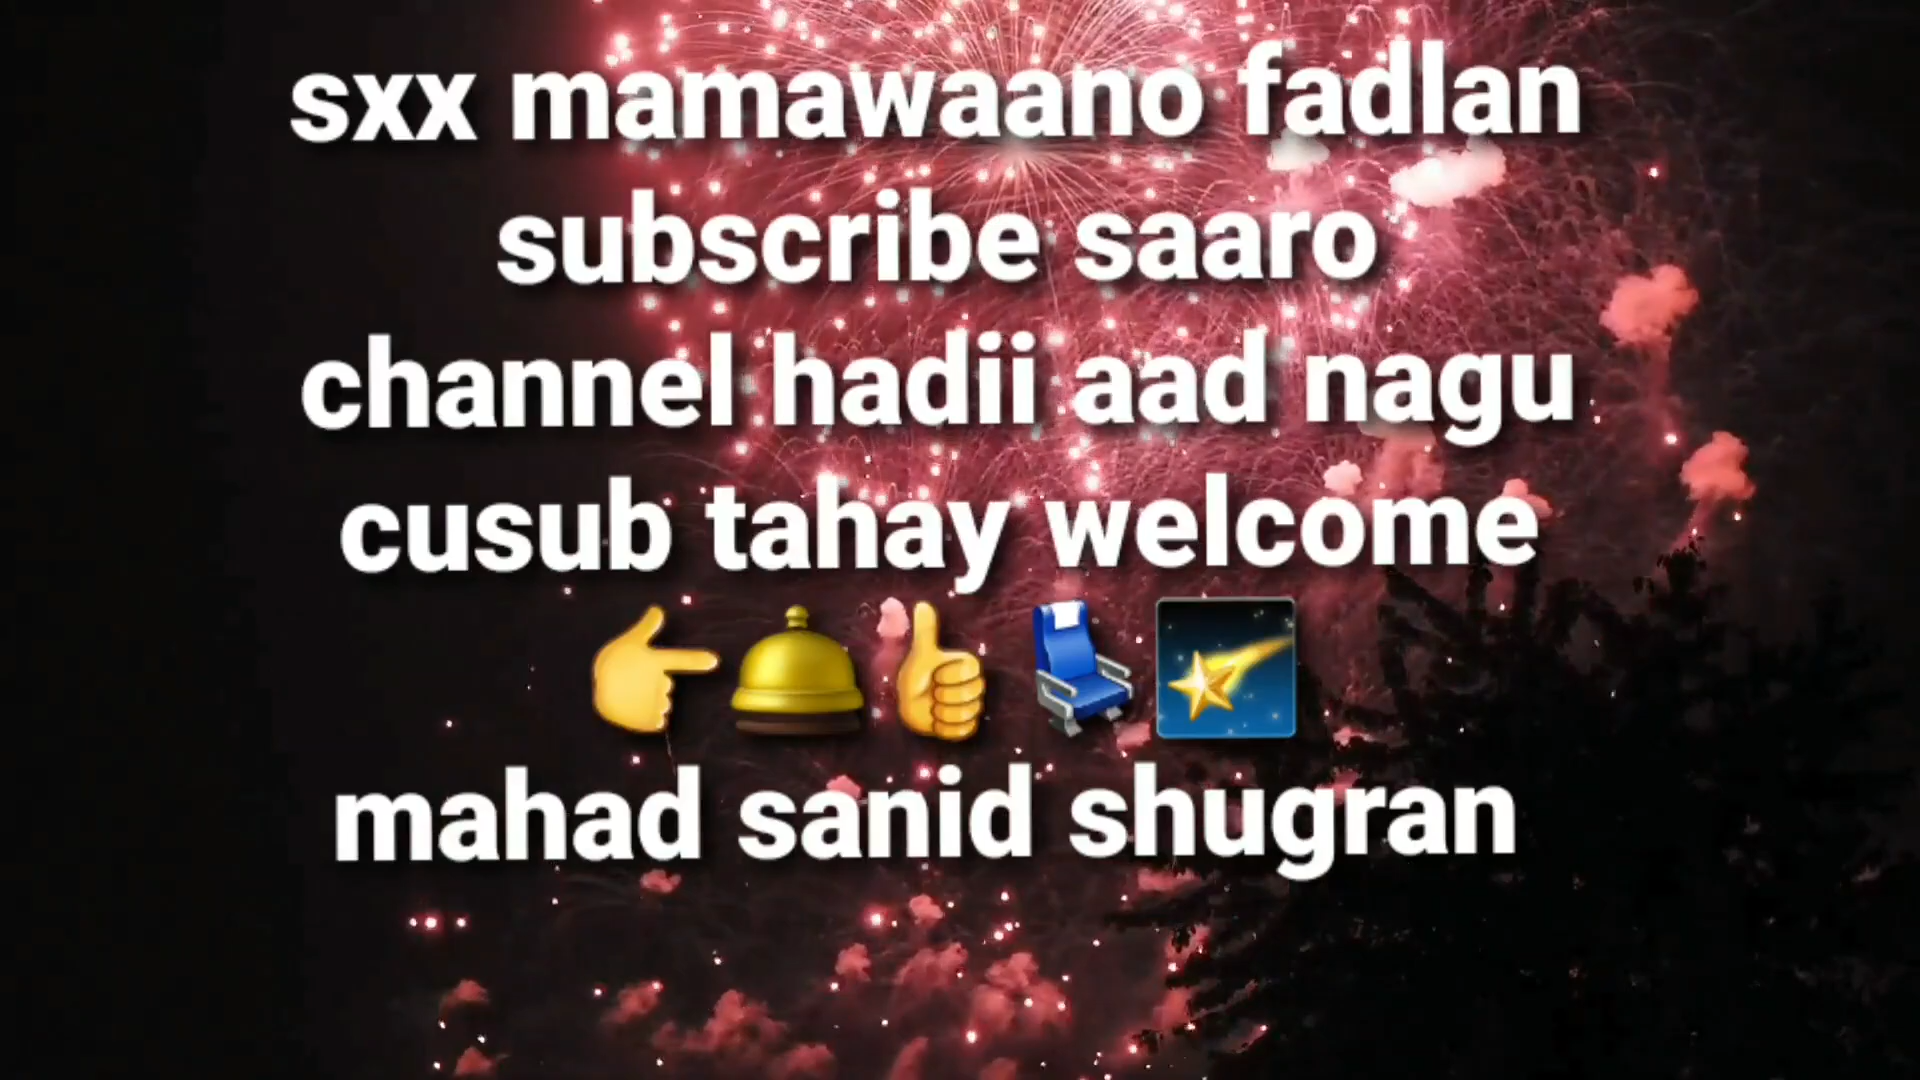 sxx mamawaano fadlan
subscribe saaro
channel hadii aad nagu
cusub tahay welcome
👉🛎👍💺🌠
mahad sanid shugran